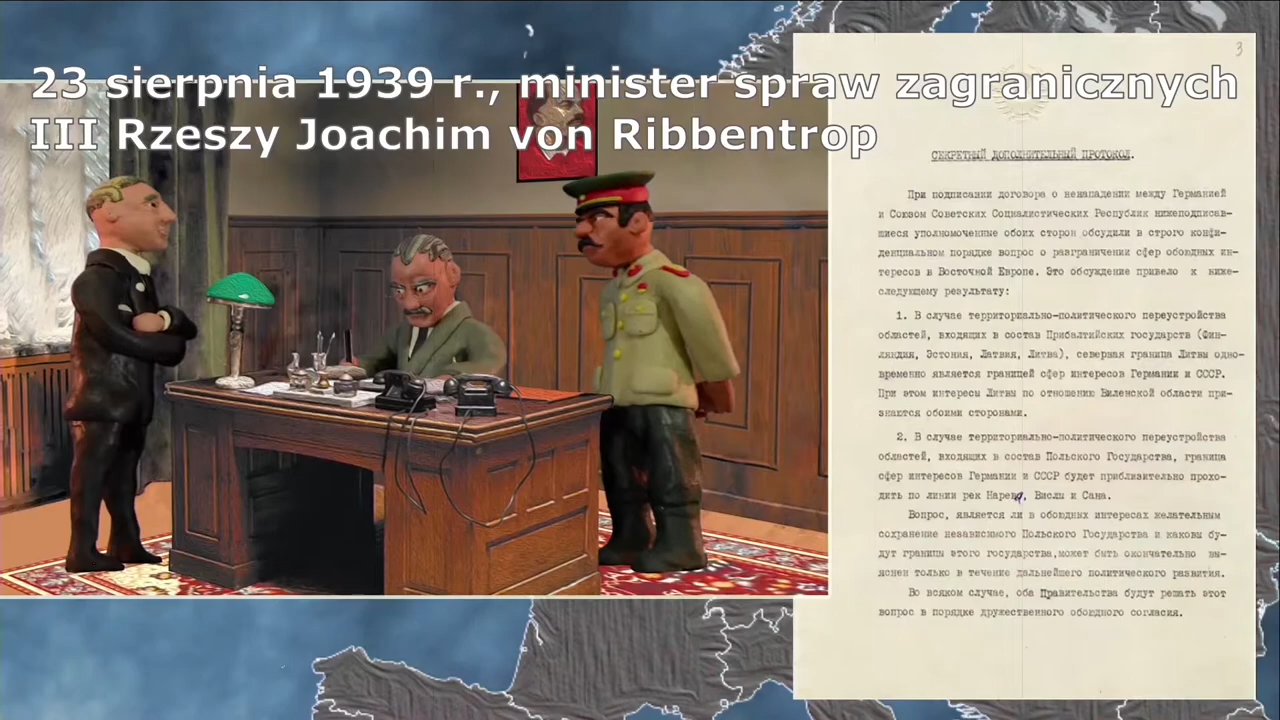 23 sierpnia 1939 r., minister spraw zagranicznych
III Rzeszy Joachim von Ribbentrop
3
СЕКРЕТНЫЙ ДОПОЛНИТЕЛЬНЫЙ ПРОТОКОЛ.
При подписании договора о ненападении между Германией
и Союзом Советских Социалистических Республик нижеподписав-
шиеся уполномоченные обоих сторон обсудили в строго конфи-
денциальном порядке вопрос о разграничении сфер обоюдных ин-
тересов в Восточной Европе. Это обсуждение привело к ниже-
следующему результату:
1. В случае территориально-политического переустройства
областей, входящих в состав Прибалтийских государств (Фин-
ляндия, Эстония, Латвия, Литва), северная граница Литвы одно-
временно является границей сфер интересов Германии и СССР.
При этом интересы Литвы по отношению Виленской области при-
знаются обоими сторонами.
2. В случае территориально-политического переустройства
областей, входящих в состав Польского Государства, граница
сфер интересов Германии и СССР будет приблизительно прохо-
дить по линии рек Нарева, Вислы и Сана.
Вопрос, является ли в обоюдных интересах желательным
сохранение независимого Польского Государства и каковы бу-
дут границы этого государства, может быть окончательно вы-
яснен только в течение дальнейшего политического развития.
Во всяком случае, оба Правительства будут решать этот
вопрос в порядке дружественного обоюдного согласия.